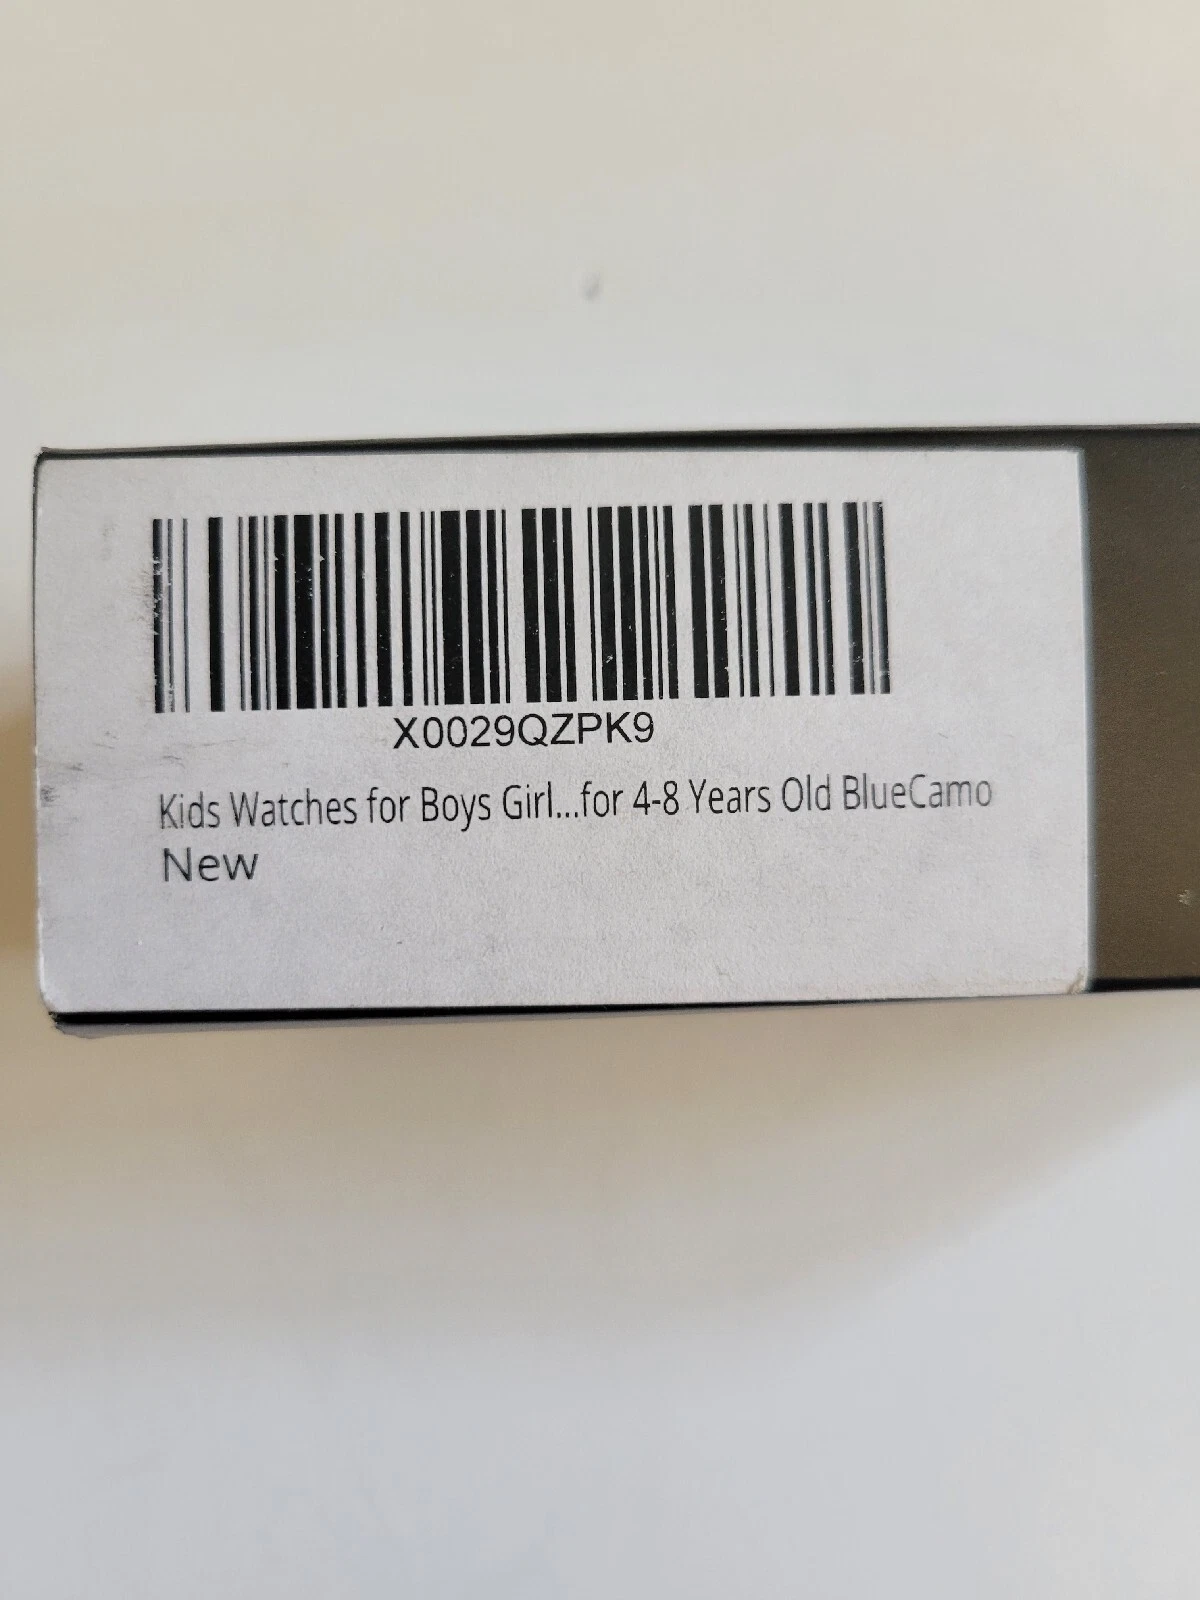 X0029QZPK9
Kids Watches for Boys Girl...for 4-8 Years Old BlueCamo
New